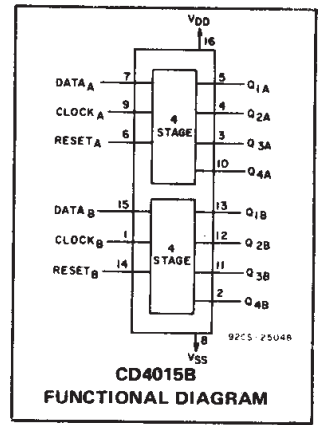 VDD
16
DATAA 7 5 Q1A
CLOCKA 9 4 Q2A
4
STAGE
RESETA 6 3 Q3A
10 Q4A
DATAB 15 13 Q1B
CLOCKB 1 12 Q2B
4
STAGE
RESETB 14 11 Q3B
2 Q4B
8 92CS-25048
VSS
CD4015B
FUNCTIONAL DIAGRAM